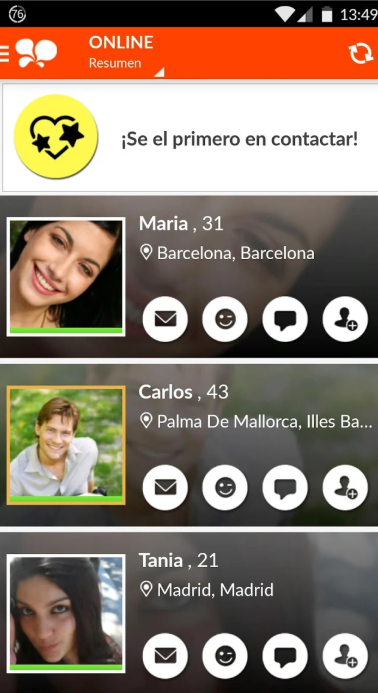 76
13:49
ONLINE
Resumen
¡Se el primero en contactar!
Maria , 31
Barcelona, Barcelona
Carlos , 43
Palma De Mallorca, Illes Ba...
Tania , 21
Madrid, Madrid